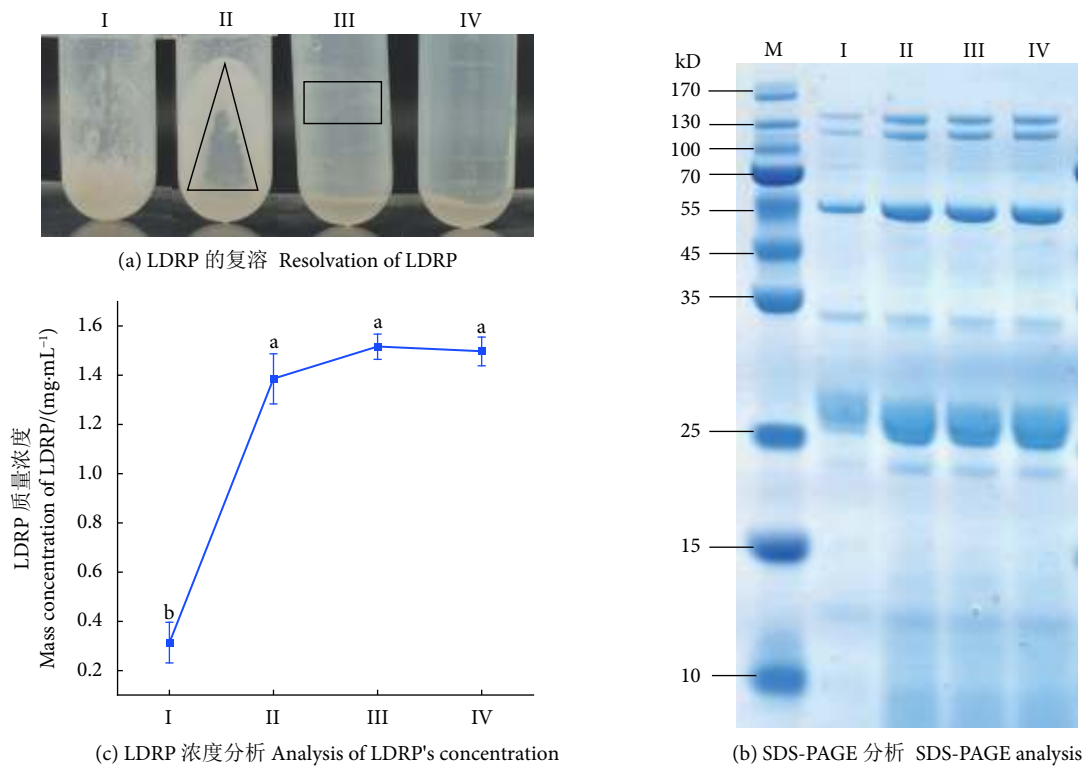 I II III IV
(a) LDRP 的复溶 Resolvation of LDRP
LDRP 质量浓度
Mass concentration of LDRP/(mg·mL⁻¹)
1.6
1.4
1.2
1.0
0.8
0.6
0.4
0.2
b
a
a
a
I II III IV
(c) LDRP 浓度分析 Analysis of LDRP's concentration
kD M I II III IV
170
130
100
70
55
45
35
25
15
10
(b) SDS-PAGE 分析 SDS-PAGE analysis